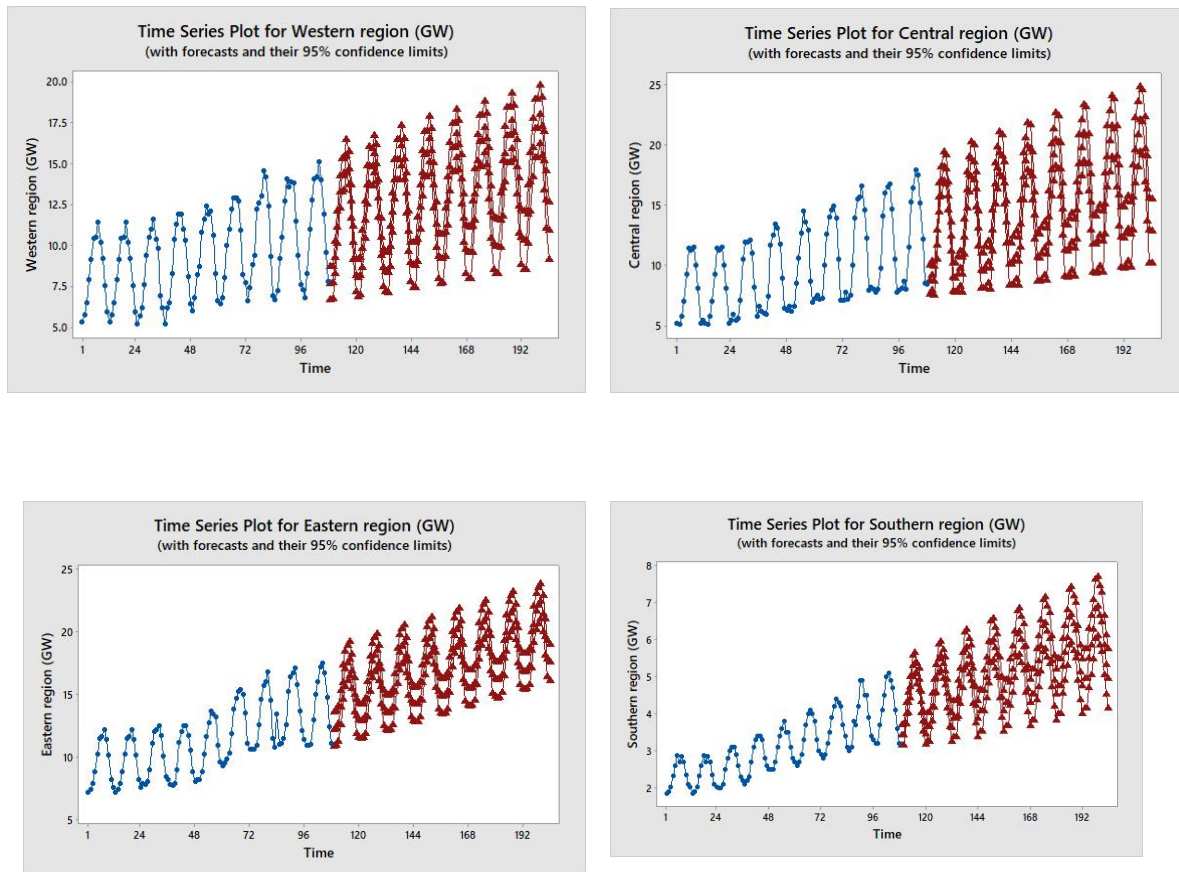 Time Series Plot for Western region (GW)
(with forecasts and their 95% confidence limits)
Western region (GW)
20.0
17.5
15.0
12.5
10.0
7.5
5.0
1 24 48 72 96 120 144 168 192
Time
Time Series Plot for Central region (GW)
(with forecasts and their 95% confidence limits)
Central region (GW)
25
20
15
10
5
1 24 48 72 96 120 144 168 192
Time
Time Series Plot for Eastern region (GW)
(with forecasts and their 95% confidence limits)
Eastern region (GW)
25
20
15
10
5
1 24 48 72 96 120 144 168 192
Time
Time Series Plot for Southern region (GW)
(with forecasts and their 95% confidence limits)
Southern region (GW)
8
7
6
5
4
3
2
1 24 48 72 96 120 144 168 192
Time